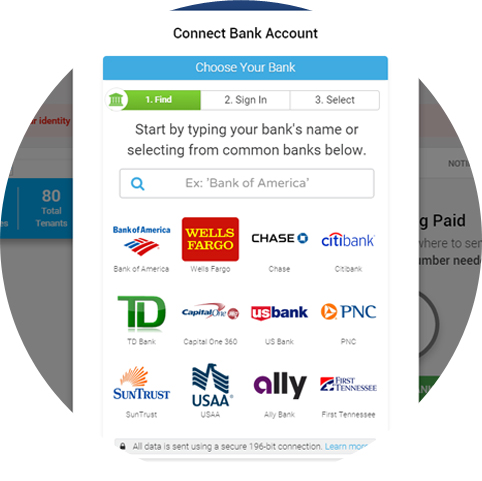 Connect Bank Account
Choose Your Bank
1. Find
2. Sign In
3. Select
Start by typing your bank's name or
selecting from common banks below.
Ex: 'Bank of America'
Bank of America
WELLS
FARGO
CHASE
citibank
Bank of America
Wells Fargo
Chase
Citibank
TD
Capital One 360
usbank
PNC
TD Bank
Capital One 360
US Bank
PNC
SUNTRUST
USAA
ally
FIRST
TENNESSEE
SunTrust
USAA
Ally Bank
First Tennessee
All data is sent using a secure 196-bit connection. Learn more
identity
80
Total
Tenants
g Paid
where to se
umber neede